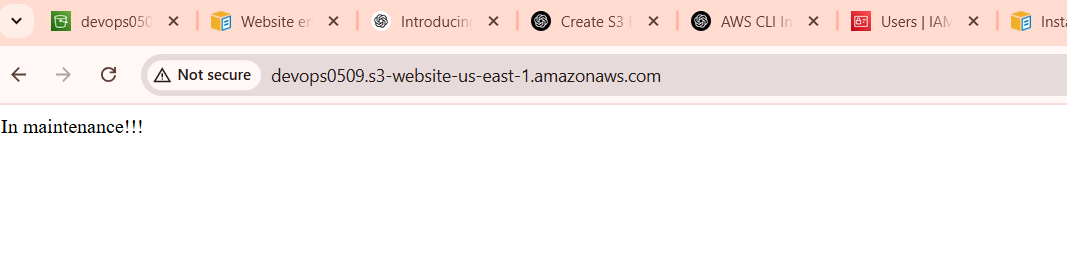 devops050 Website en Introducing Create S3 E AWS CLI In Users | IAM Insta
Not secure devops0509.s3-website-us-east-1.amazonaws.com
In maintenance!!!